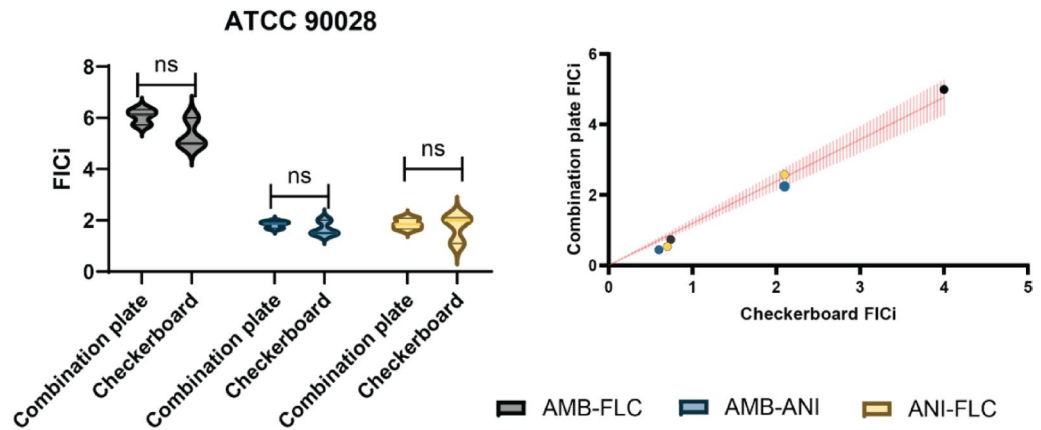 ATCC 90028
FICi
8
6
4
2
0
ns
ns
ns
Combination plate
Checkerboard
Combination plate
Checkerboard
Combination plate
Checkerboard
Combination plate FICi
6
4
2
0
0 1 2 3 4 5
Checkerboard FICi
AMB-FLC AMB-ANI ANI-FLC